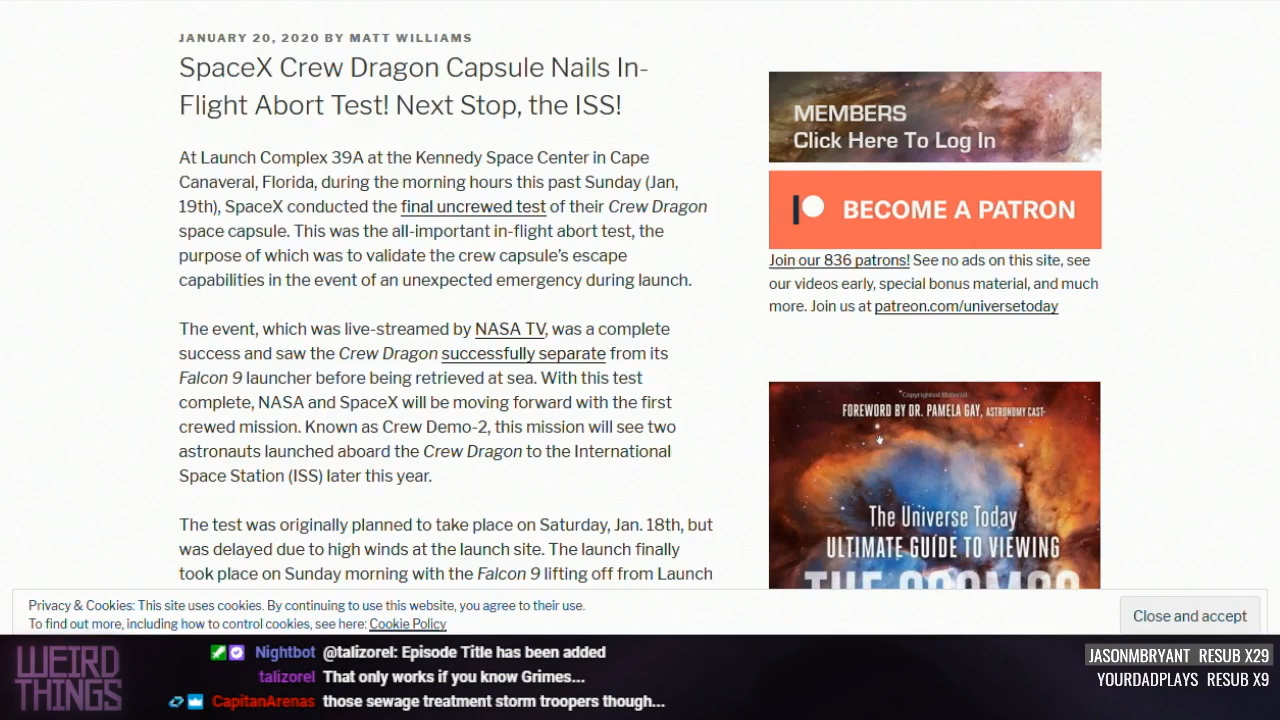 JANUARY 20, 2020 BY MATT WILLIAMS
SpaceX Crew Dragon Capsule Nails In-
Flight Abort Test! Next Stop, the ISS!
At Launch Complex 39A at the Kennedy Space Center in Cape
Canaveral, Florida, during the morning hours this past Sunday (Jan,
19th), SpaceX conducted the final uncrewed test of their Crew Dragon
space capsule. This was the all-important in-flight abort test, the
purpose of which was to validate the crew capsule's escape
capabilities in the event of an unexpected emergency during launch.
The event, which was live-streamed by NASA TV, was a complete
success and saw the Crew Dragon successfully separate from its
Falcon 9 launcher before being retrieved at sea. With this test
complete, NASA and SpaceX will be moving forward with the first
crewed mission. Known as Crew Demo-2, this mission will see two
astronauts launched aboard the Crew Dragon to the International
Space Station (ISS) later this year.
The test was originally planned to take place on Saturday, Jan. 18th, but
was delayed due to high winds at the launch site. The launch finally
took place on Sunday morning with the Falcon 9 lifting off from Launch
MEMBERS
Click Here To Log In
BECOME A PATRON
Join our 836 patrons! See no ads on this site, see
our videos early, special bonus material, and much
more. Join us at patreon.com/universetoday
Copyrighted Material
FOREWORD BY DR. PAMELA GAY, ASTRONOMY CAST
The Universe Today
ULTIMATE GUIDE TO VIEWING
THE COSMOS
Privacy & Cookies: This site uses cookies. By continuing to use this website, you agree to their use.
To find out more, including how to control cookies, see here: Cookie Policy
Close and accept
WEIRD
THINGS
Nightbot @talizorel: Episode Title has been added
talizorel That only works if you know Grimes...
CapitanArenas those sewage treatment storm troopers though...
JASONMBRYANT RESUB X29
YOURDADPLAYS RESUB X9